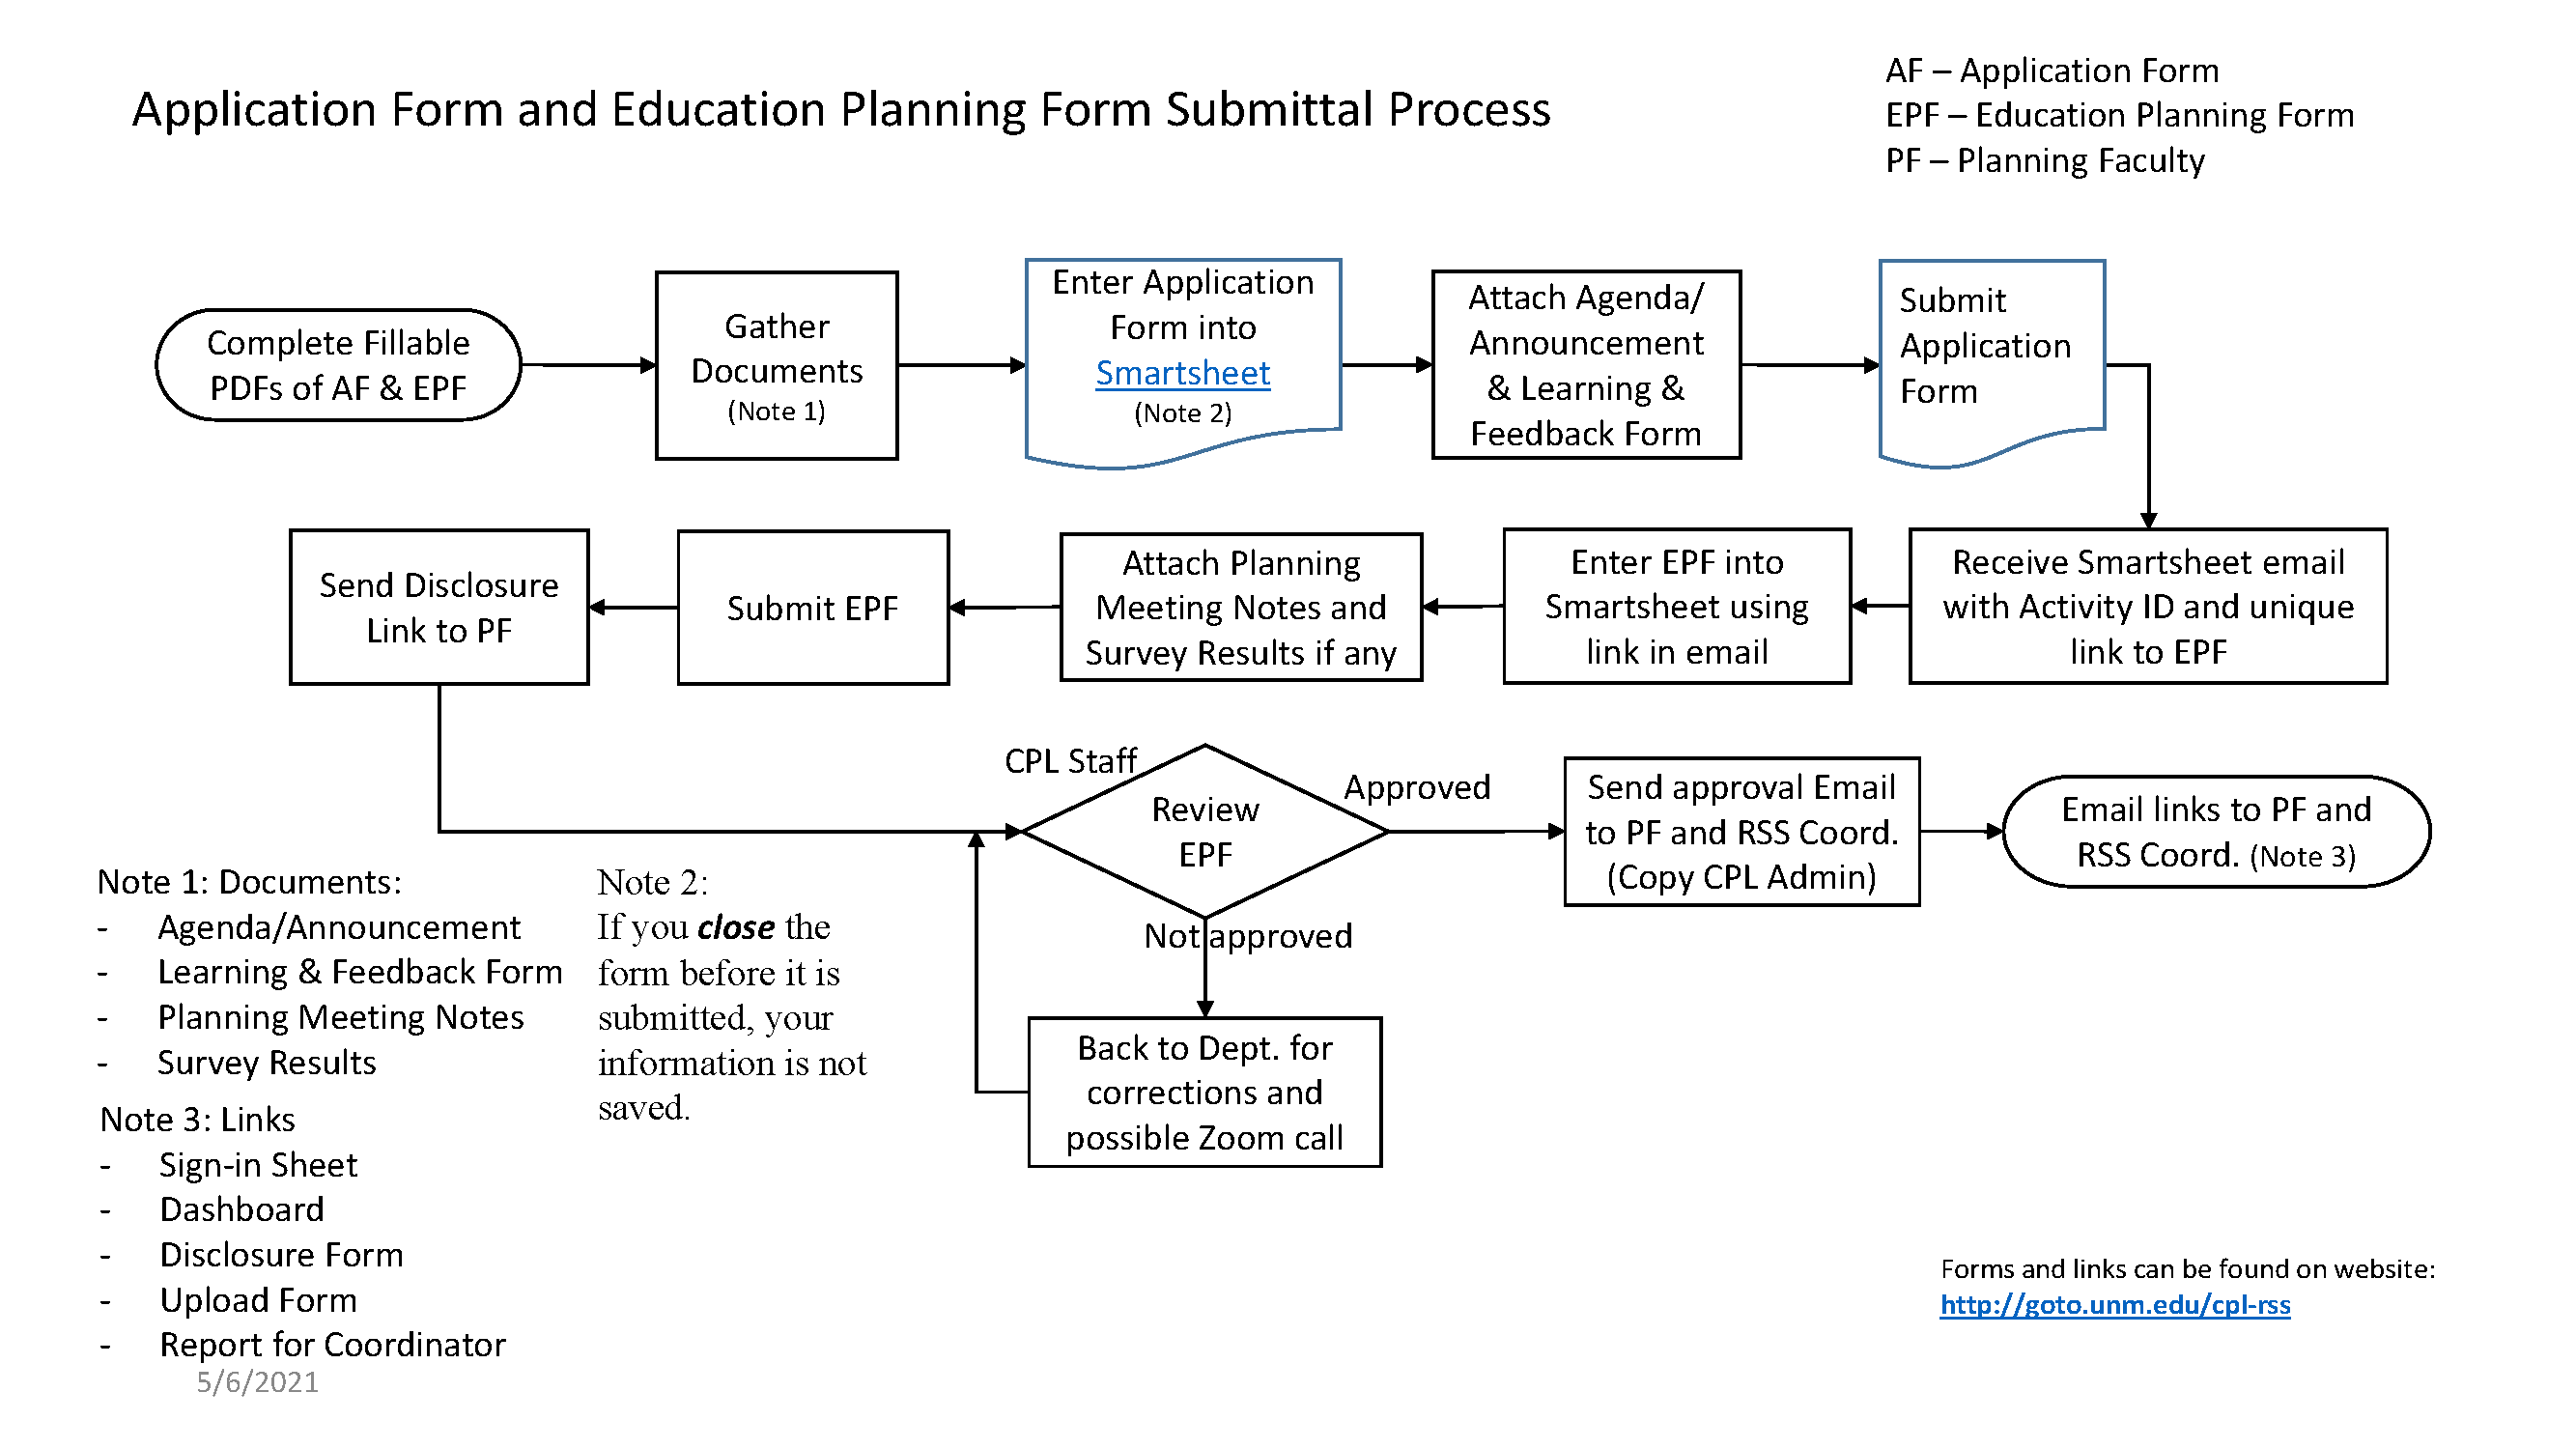 Application Form and Education Planning Form Submittal Process
AF – Application Form
EPF – Education Planning Form
PF – Planning Faculty
Complete Fillable
PDFs of AF & EPF
Gather
Documents
(Note 1)
Enter Application
Form into
Smartsheet
(Note 2)
Attach Agenda/
Announcement
& Learning &
Feedback Form
Submit
Application
Form
Receive Smartsheet email
with Activity ID and unique
link to EPF
Enter EPF into
Smartsheet using
link in email
Attach Planning
Meeting Notes and
Survey Results if any
Submit EPF
Send Disclosure
Link to PF
CPL Staff
Review
EPF
Approved
Send approval Email
to PF and RSS Coord.
(Copy CPL Admin)
Email links to PF and
RSS Coord. (Note 3)
Not approved
Back to Dept. for
corrections and
possible Zoom call
Note 1: Documents:
- Agenda/Announcement
- Learning & Feedback Form
- Planning Meeting Notes
- Survey Results
Note 2:
If you close the
form before it is
submitted, your
information is not
saved.
Note 3: Links
- Sign-in Sheet
- Dashboard
- Disclosure Form
- Upload Form
- Report for Coordinator
5/6/2021
Forms and links can be found on website:
http://goto.unm.edu/cpl-rss